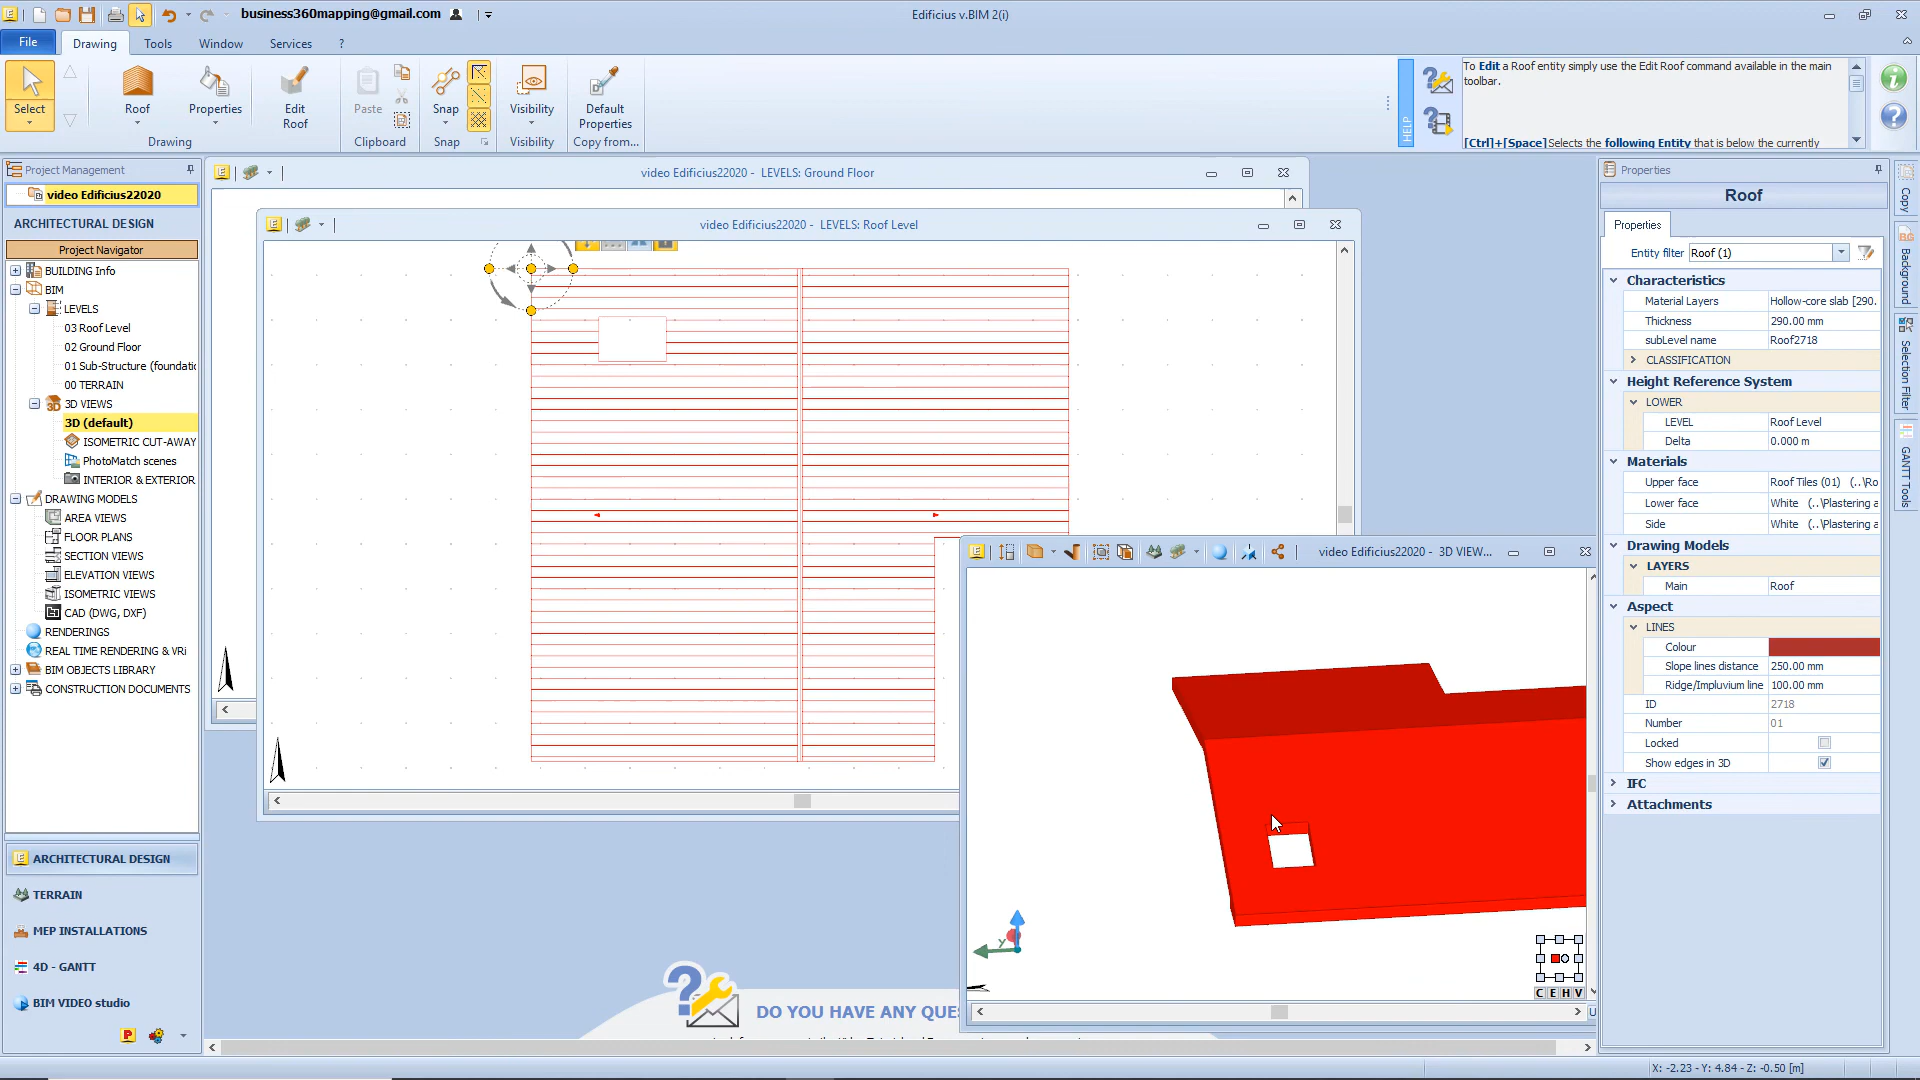 business360mapping@gmail.com
Edificius v.BIM 2(i)
File
Drawing
Tools
Window
Services
?
Select
Roof
Properties
Edit
Roof
Paste
Snap
Visibility
Default
Properties
Drawing
Clipboard
Snap
Visibility
Copy from...
HELP
To Edit a Roof entity simply use the Edit Roof command available in the main
toolbar.
[Ctrl]+[Space]Selects the following Entity that is below the currently
Project Management
video Edificius22020
ARCHITECTURAL DESIGN
Project Navigator
BUILDING Info
BIM
LEVELS
03 Roof Level
02 Ground Floor
01 Sub-Structure (foundatic
00 TERRAIN
3D VIEWS
3D (default)
ISOMETRIC CUT-AWAY
PhotoMatch scenes
INTERIOR & EXTERIOR
DRAWING MODELS
AREA VIEWS
FLOOR PLANS
SECTION VIEWS
ELEVATION VIEWS
ISOMETRIC VIEWS
CAD (DWG, DXF)
RENDERINGS
REAL TIME RENDERING & VRi
BIM OBJECTS LIBRARY
CONSTRUCTION DOCUMENTS
ARCHITECTURAL DESIGN
TERRAIN
MEP INSTALLATIONS
4D - GANTT
BIM VIDEO studio
video Edificius22020 - LEVELS: Ground Floor
video Edificius22020 - LEVELS: Roof Level
video Edificius22020 - 3D VIEW...
Y
C E H V
DO YOU HAVE ANY QUE
Properties
Roof
Properties
Entity filter Roof (1)
Characteristics
Material Layers Hollow-core slab [290.
Thickness 290.00 mm
subLevel name Roof2718
CLASSIFICATION
Height Reference System
LOWER
LEVEL Roof Level
Delta 0.000 m
Materials
Upper face Roof Tiles (01) (..\Ro
Lower face White (..\Plastering a
Side White (..\Plastering a
Drawing Models
LAYERS
Main Roof
Aspect
LINES
Colour
Slope lines distance 250.00 mm
Ridge/Impluvium line 100.00 mm
ID 2718
Number 01
Locked
Show edges in 3D
IFC
Attachments
Copy
Background
Selection Filter
GANTT Tools
X: -2.23 - Y: 4.84 - Z: -0.50 [m]